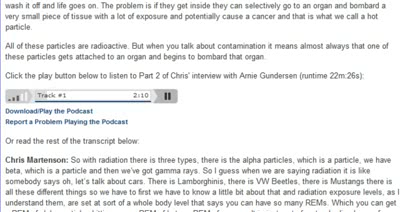 wash it off and life goes on. The problem is if they get inside they can selectively go to an organ and bombard a
very small piece of tissue with a lot of exposure and potentially cause a cancer and that is what we call a hot
particle.
All of these particles are radioactive. But when you talk about contamination it means almost always that one of
these particles gets attached to an organ and begins to bombard that organ.
Click the play button below to listen to Part 2 of Chris' interview with Arnie Gundersen (runtime 22m:26s):
Track #1 2:10
Download/Play the Podcast
Report a Problem Playing the Podcast
Or read the rest of the transcript below:
Chris Martenson: So with radiation there is three types, there is the alpha particles, which is a particle, we have
beta, which is a particle and then we've got gamma rays. So I guess when we are saying radiation it is like
somebody says oh, let's talk about cars. There is Lamborghinis, there is VW Beetles, there is Mustangs there is
all these different things so we have to first we have to know a little bit about that and radiation exposure levels, as I
understand them, are set at sort of a whole body level that says you can have so many REMs. Which you can get